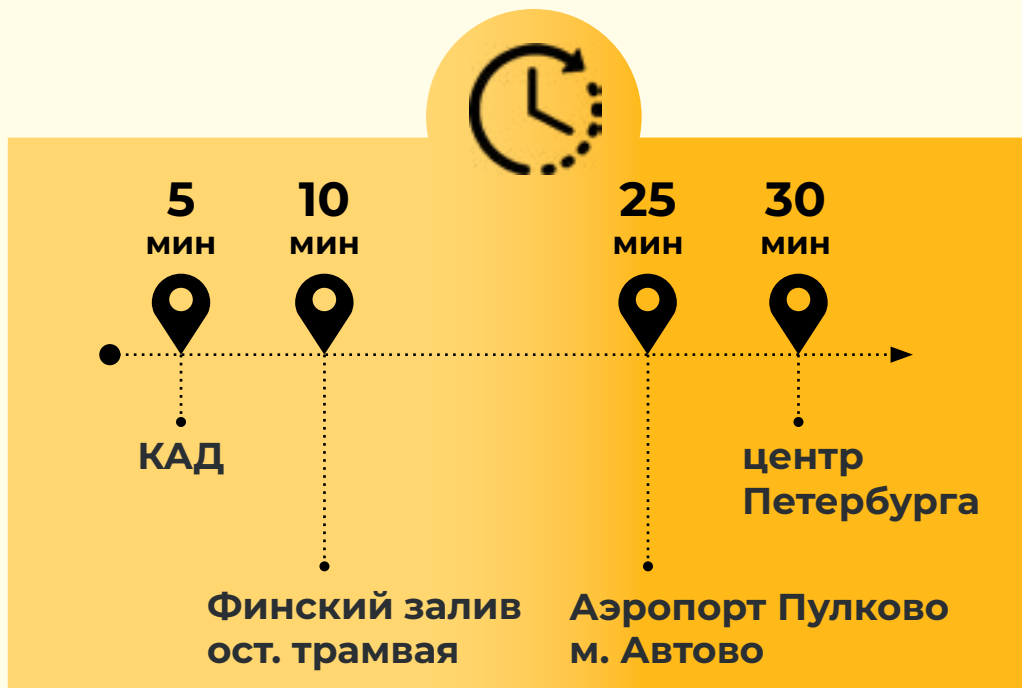 5
мин
10
мин
25
мин
30
мин
КАД
центр
Петербурга
Финский залив
ост. трамвая
Аэропорт Пулково
м. Автово